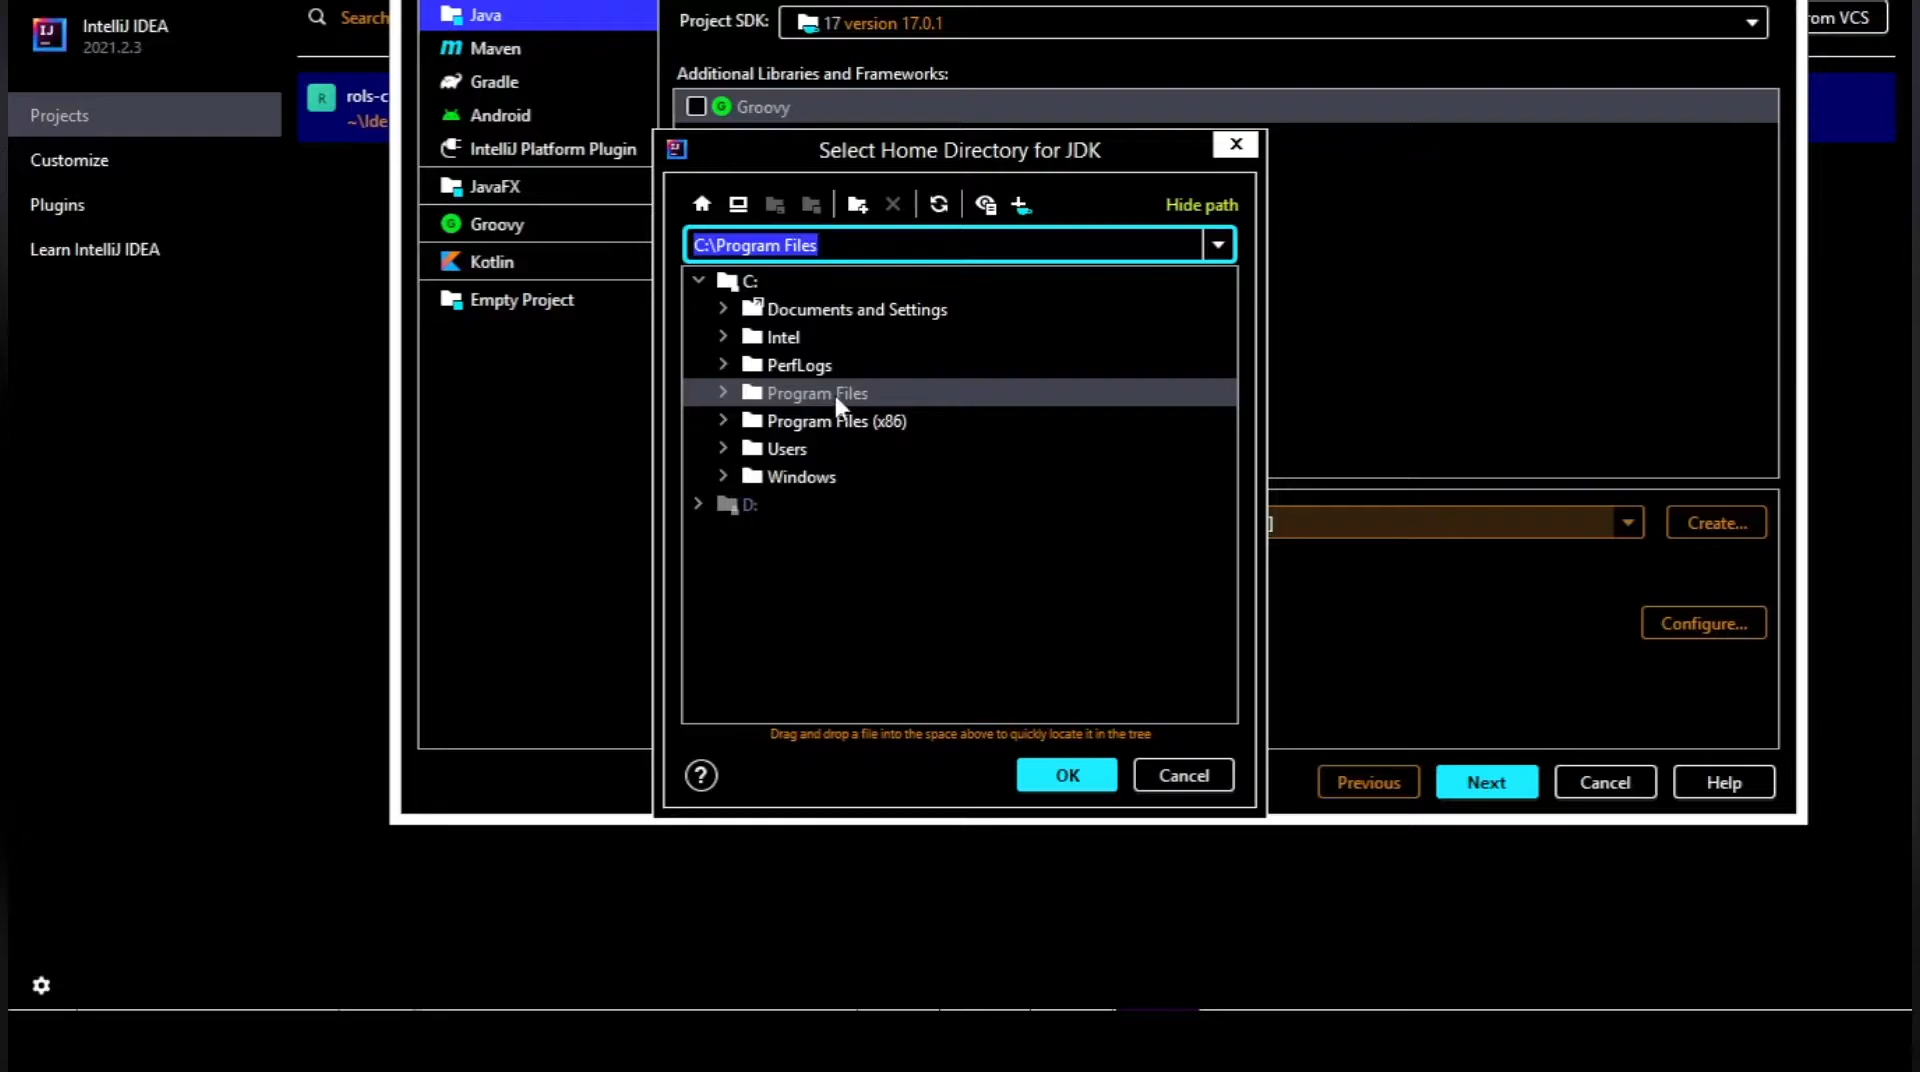 IntelliJ IDEA
2021.2.3
Projects
Customize
Plugins
Learn IntelliJ IDEA
Search
rom VCS
R
rols-c
~\Ide
Java
Maven
Gradle
Android
IntelliJ Platform Plugin
JavaFX
Groovy
Kotlin
Empty Project
Project SDK:
17 version 17.0.1
Additional Libraries and Frameworks:
Groovy
Select Home Directory for JDK
Hide path
C:\Program Files
C:
Documents and Settings
Intel
PerfLogs
Program Files
Program Files (x86)
Users
Windows
D:
Drag and drop a file into the space above to quickly locate it in the tree
?
OK
Cancel
]
Create...
Configure...
Previous
Next
Cancel
Help